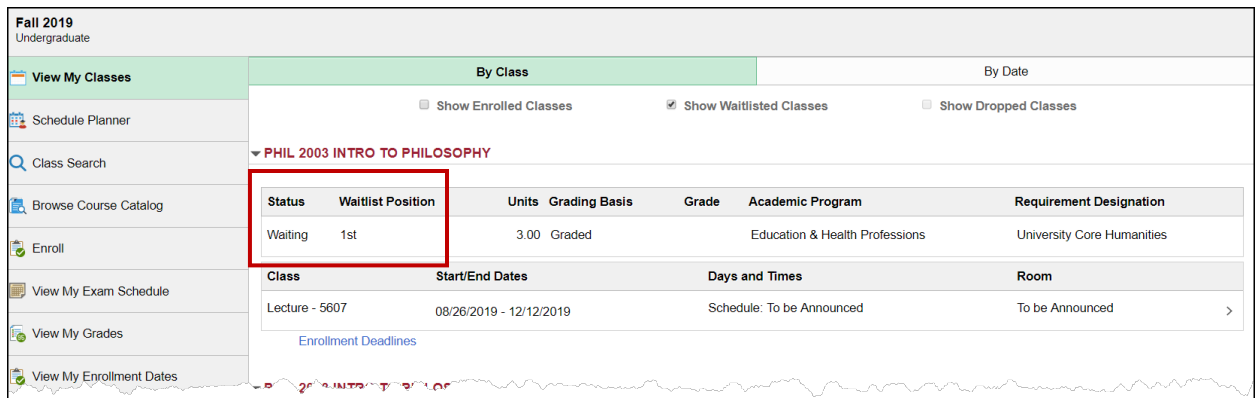 Fall 2019
Undergraduate
View My Classes
Schedule Planner
Class Search
Browse Course Catalog
Enroll
View My Exam Schedule
View My Grades
View My Enrollment Dates
By Class By Date
Show Enrolled Classes Show Waitlisted Classes Show Dropped Classes
PHIL 2003 INTRO TO PHILOSOPHY
Status Waitlist Position Units Grading Basis Grade Academic Program Requirement Designation
Waiting 1st 3.00 Graded Education & Health Professions University Core Humanities
Class Start/End Dates Days and Times Room
Lecture - 5607 08/26/2019 - 12/12/2019 Schedule: To be Announced To be Announced
Enrollment Deadlines